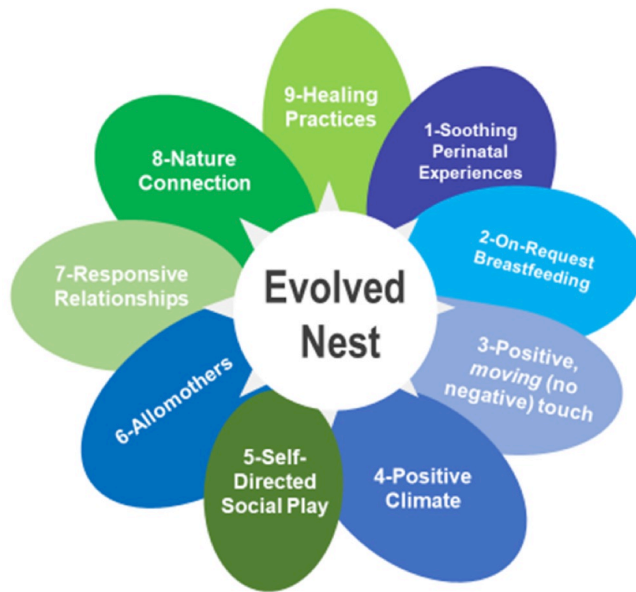 Evolved
Nest
1-Soothing
Perinatal
Experiences
2-On-Request
Breastfeeding
3-Positive,
moving (no
negative) touch
4-Positive
Climate
5-Self-
Directed
Social Play
6-Allomothers
7-Responsive
Relationships
8-Nature
Connection
9-Healing
Practices